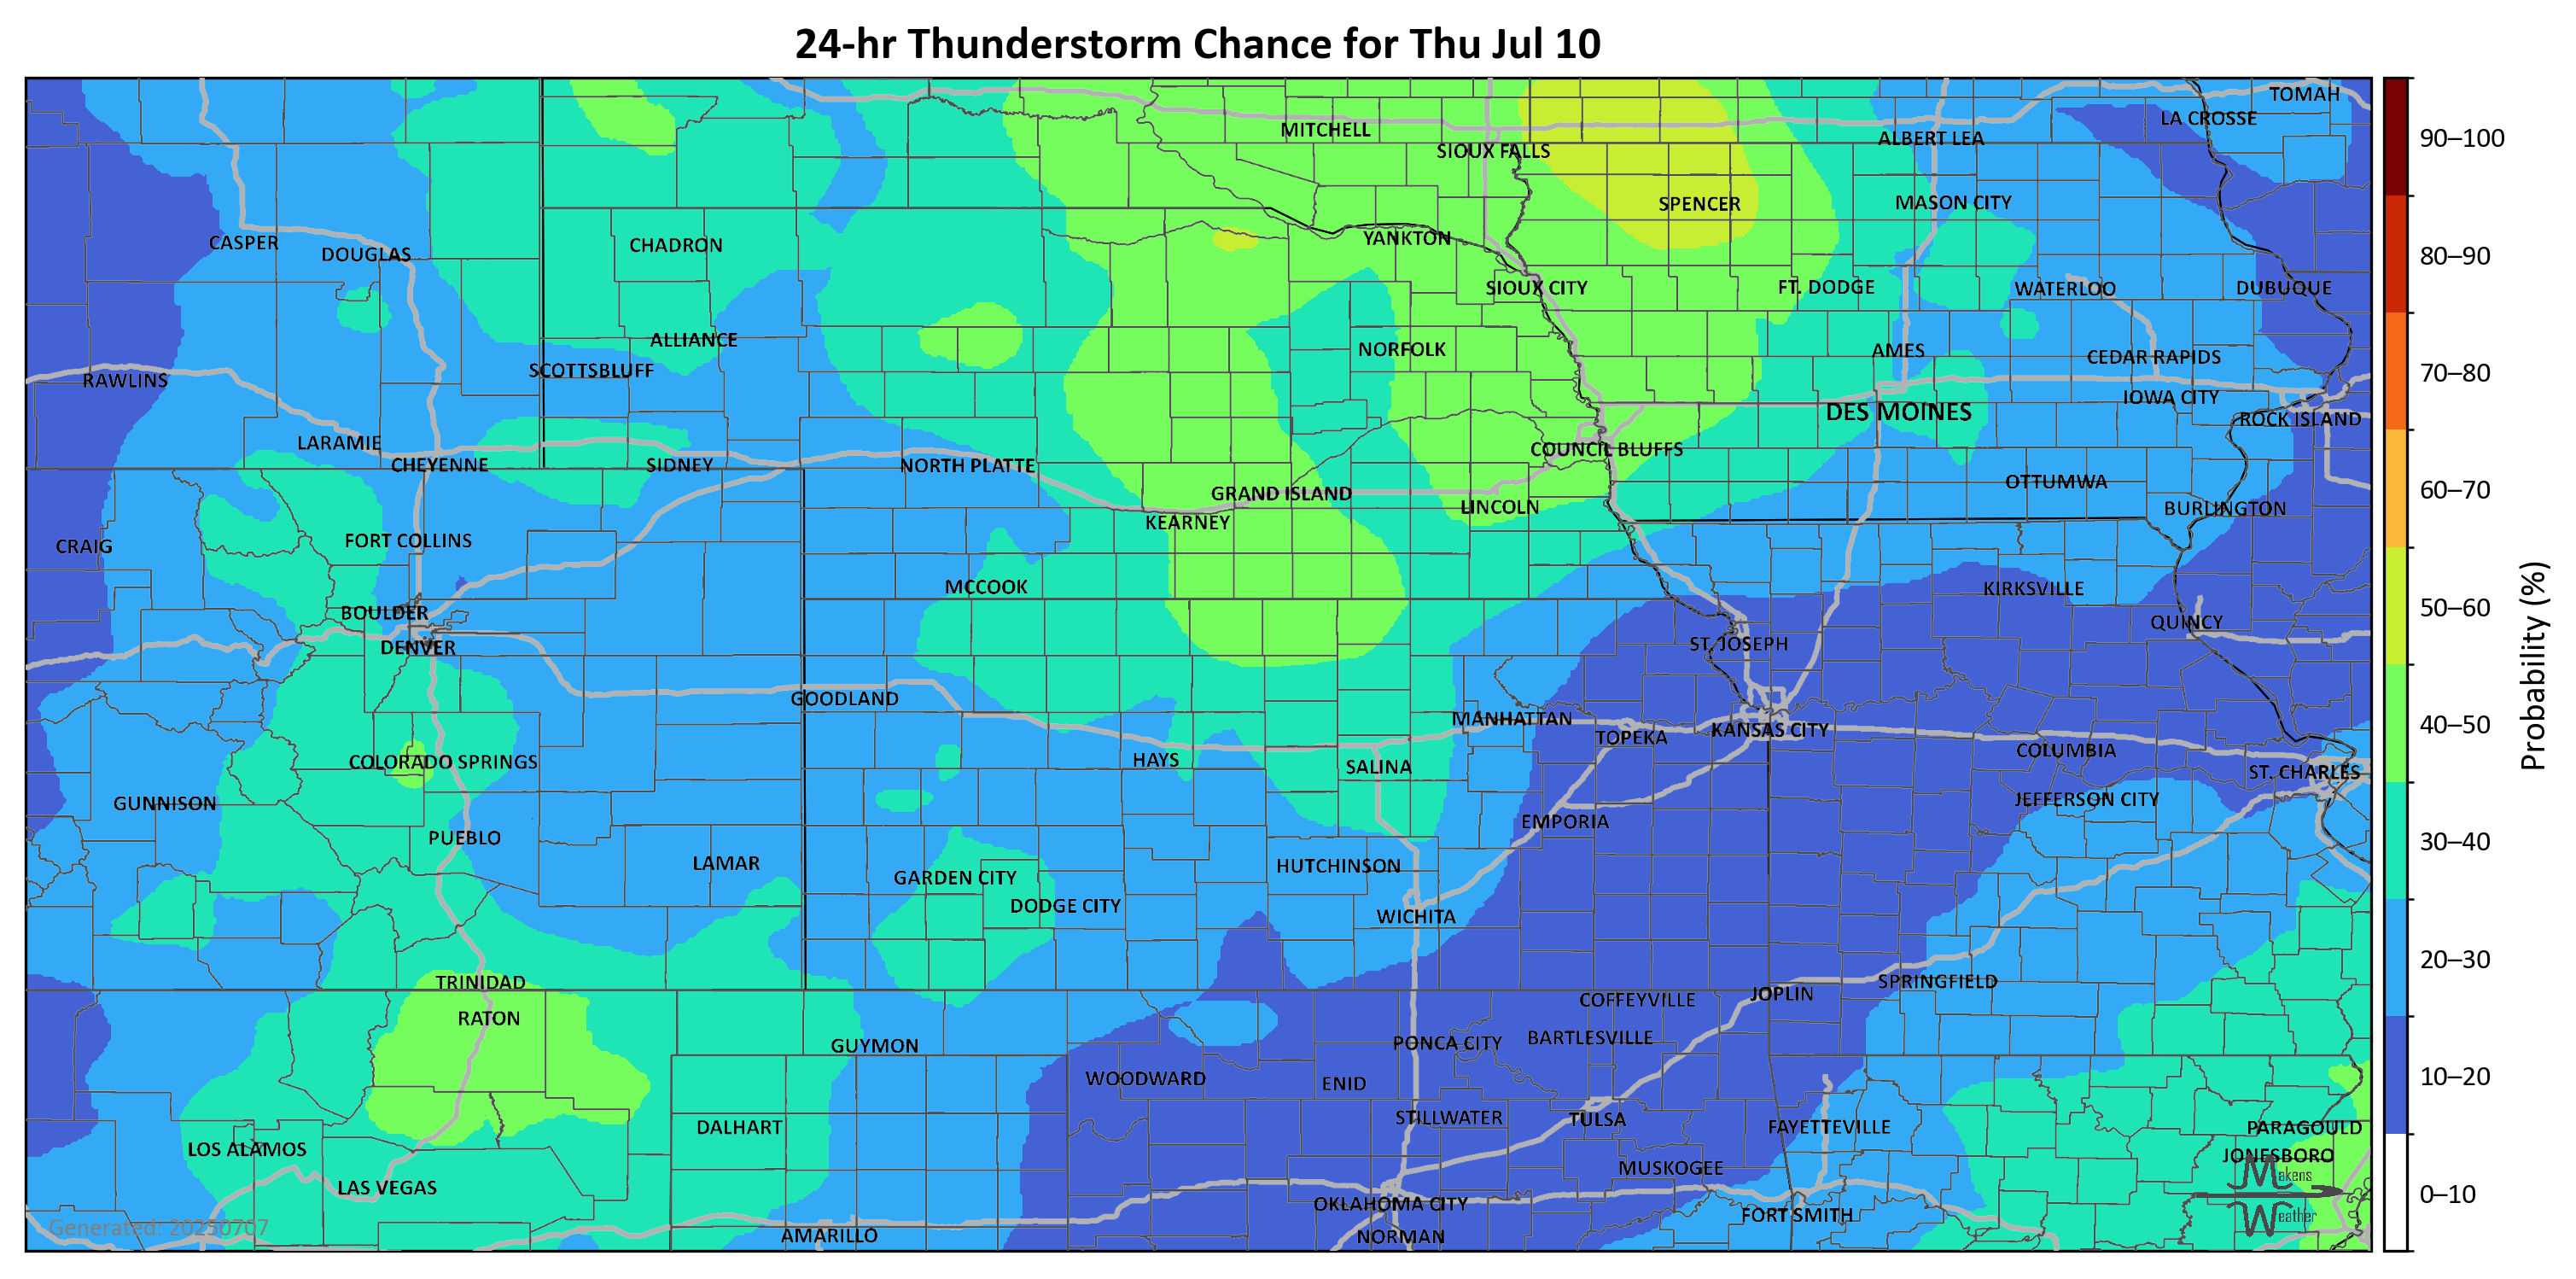 24-hr Thunderstorm Chance for Thu Jul 10
TOMAH
LA CROSSE
MITCHELL
ALBERT LEA
90–100
SIOUX FALLS
SPENCER
MASON CITY
CASPER
DOUGLAS
CHADRON
YANKTON
80–90
SIOUX CITY
FT. DODGE
WATERLOO
DUBUQUE
ALLIANCE
NORFOLK
AMES
CEDAR RAPIDS
RAWLINS
SCOTTSBLUFF
70–80
IOWA CITY
DES MOINES
ROCK ISLAND
LARAMIE
COUNCIL BLUFFS
CHEYENNE
SIDNEY
NORTH PLATTE
OTTUMWA
GRAND ISLAND
60–70
LINCOLN
BURLINGTON
KEARNEY
CRAIG
FORT COLLINS
MCCOOK
KIRKSVILLE
BOULDER
50–60
QUINCY
DENVER
ST. JOSEPH
Probability (%)
GOODLAND
MANHATTAN
TOPEKA
KANSAS CITY
40–50
COLUMBIA
COLORADO SPRINGS
HAYS
SALINA
ST. CHARLES
GUNNISON
JEFFERSON CITY
EMPORIA
PUEBLO
30–40
LAMAR
HUTCHINSON
GARDEN CITY
DODGE CITY
WICHITA
20–30
TRINIDAD
SPRINGFIELD
JOPLIN
COFFEYVILLE
RATON
BARTLESVILLE
GUYMON
PONCA CITY
WOODWARD
ENID
10–20
STILLWATER
TULSA
DALHART
FAYETTEVILLE
PARAGOULD
LOS ALAMOS
JONESBORO
MUSKOGEE
Makens
LAS VEGAS
0–10
OKLAHOMA CITY
FORT SMITH
Weather
Generated: 20250707
AMARILLO
NORMAN